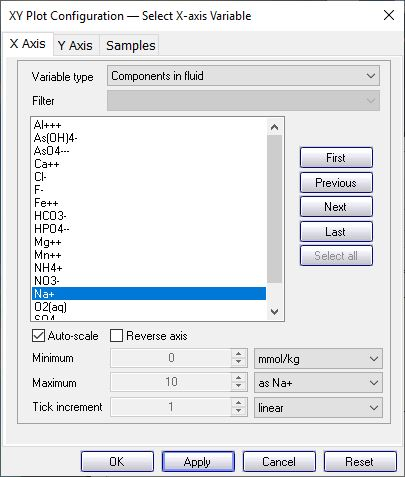 XY Plot Configuration — Select X-axis Variable
X Axis Y Axis Samples
Variable type Components in fluid
Filter
Al+++
As(OH)4-
AsO4---
Ca++
Cl-
F-
Fe++
HCO3-
HPO4--
Mg++
Mn++
NH4+
NO3-
Na+
O2(aq)
First
Previous
Next
Last
Select all
Auto-scale Reverse axis
Minimum 0 mmol/kg
Maximum 10 as Na+
Tick increment 1 linear
OK Apply Cancel Reset